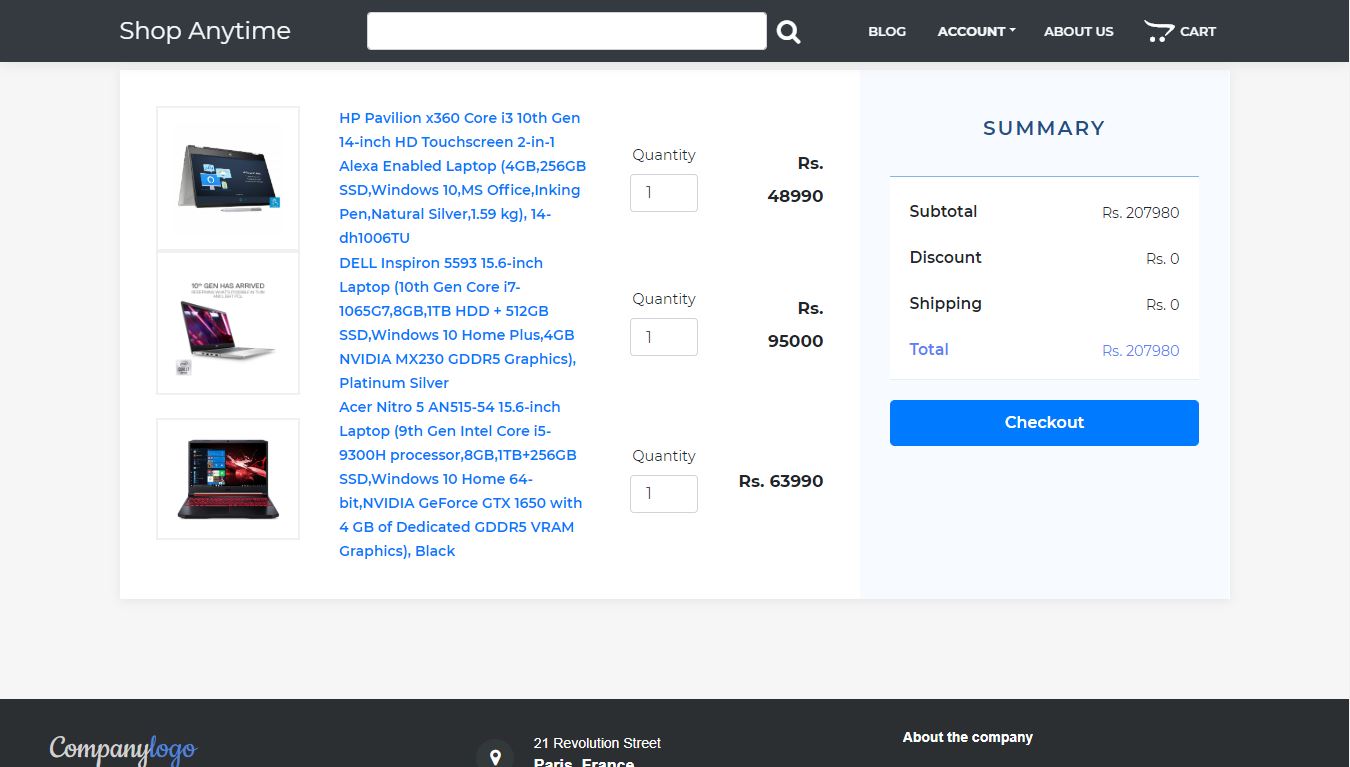 Shop Anytime
BLOG
ACCOUNT
ABOUT US
CART
HP Pavilion x360 Core i3 10th Gen
14-inch HD Touchscreen 2-in-1
Alexa Enabled Laptop (4GB,256GB
SSD,Windows 10,MS Office,Inking
Pen,Natural Silver,1.59 kg), 14-
dh1006TU
Quantity
1
Rs.
48990
10th GEN HAS ARRIVED
DELL Inspiron 5593 15.6-inch
Laptop (10th Gen Core i7-
1065G7,8GB,1TB HDD + 512GB
SSD,Windows 10 Home Plus,4GB
NVIDIA MX230 GDDR5 Graphics),
Platinum Silver
Quantity
1
Rs.
95000
Acer Nitro 5 AN515-54 15.6-inch
Laptop (9th Gen Intel Core i5-
9300H processor,8GB,1TB+256GB
SSD,Windows 10 Home 64-
bit,NVIDIA GeForce GTX 1650 with
4 GB of Dedicated GDDR5 VRAM
Graphics), Black
Quantity
1
Rs. 63990
SUMMARY
Subtotal Rs. 207980
Discount Rs. 0
Shipping Rs. 0
Total Rs. 207980
Checkout
Companylogo
21 Revolution Street
Paris, France
About the company